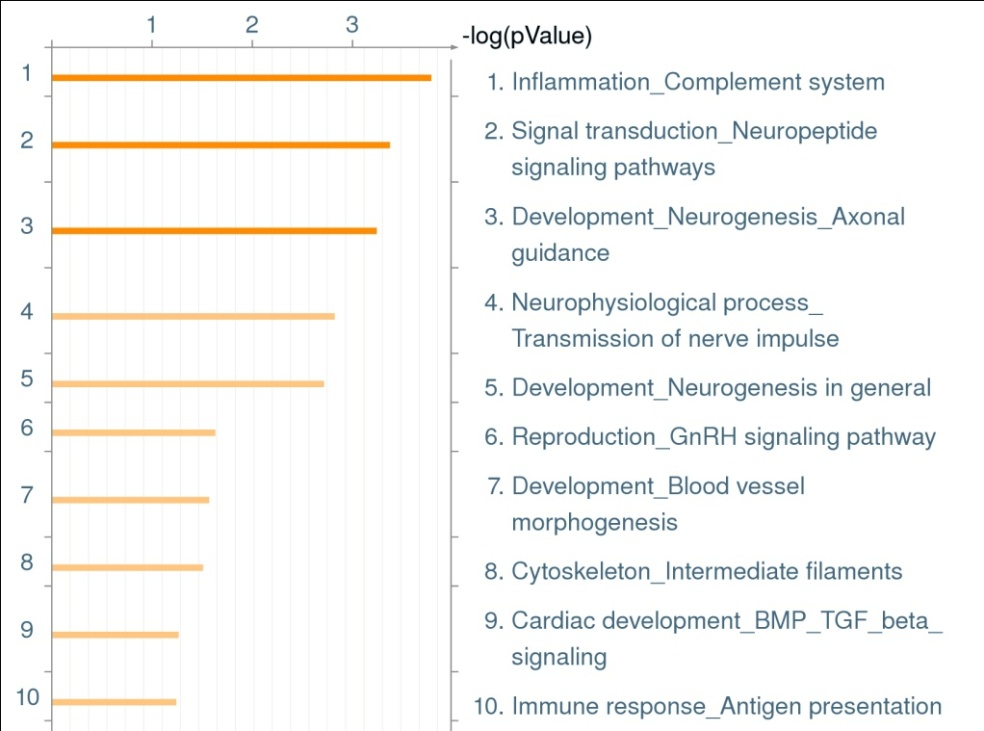 1 2 3
-log(pValue)
1
2
3
4
5
6
7
8
9
10
1. Inflammation_Complement system
2. Signal transduction_Neuropeptide
signaling pathways
3. Development_Neurogenesis_Axonal
guidance
4. Neurophysiological process_
Transmission of nerve impulse
5. Development_Neurogenesis in general
6. Reproduction_GnRH signaling pathway
7. Development_Blood vessel
morphogenesis
8. Cytoskeleton_Intermediate filaments
9. Cardiac development_BMP_TGF_beta_
signaling
10. Immune response_Antigen presentation